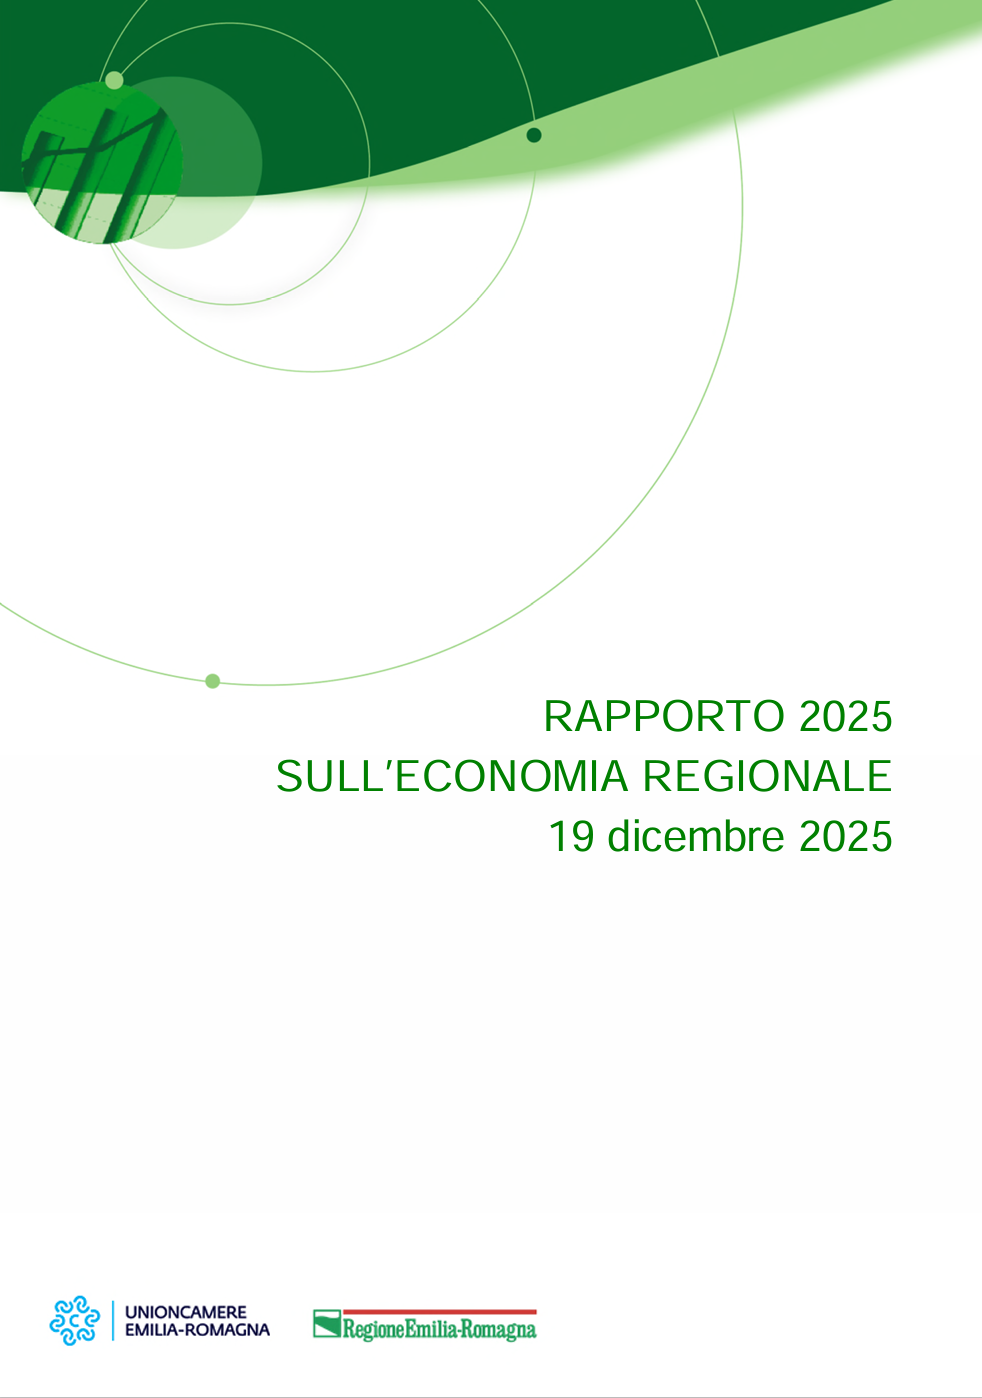 RAPPORTO 2025
SULL'ECONOMIA REGIONALE
19 dicembre 2025
UNIONCAMERE
EMILIA-ROMAGNA
RegioneEmilia-Romagna